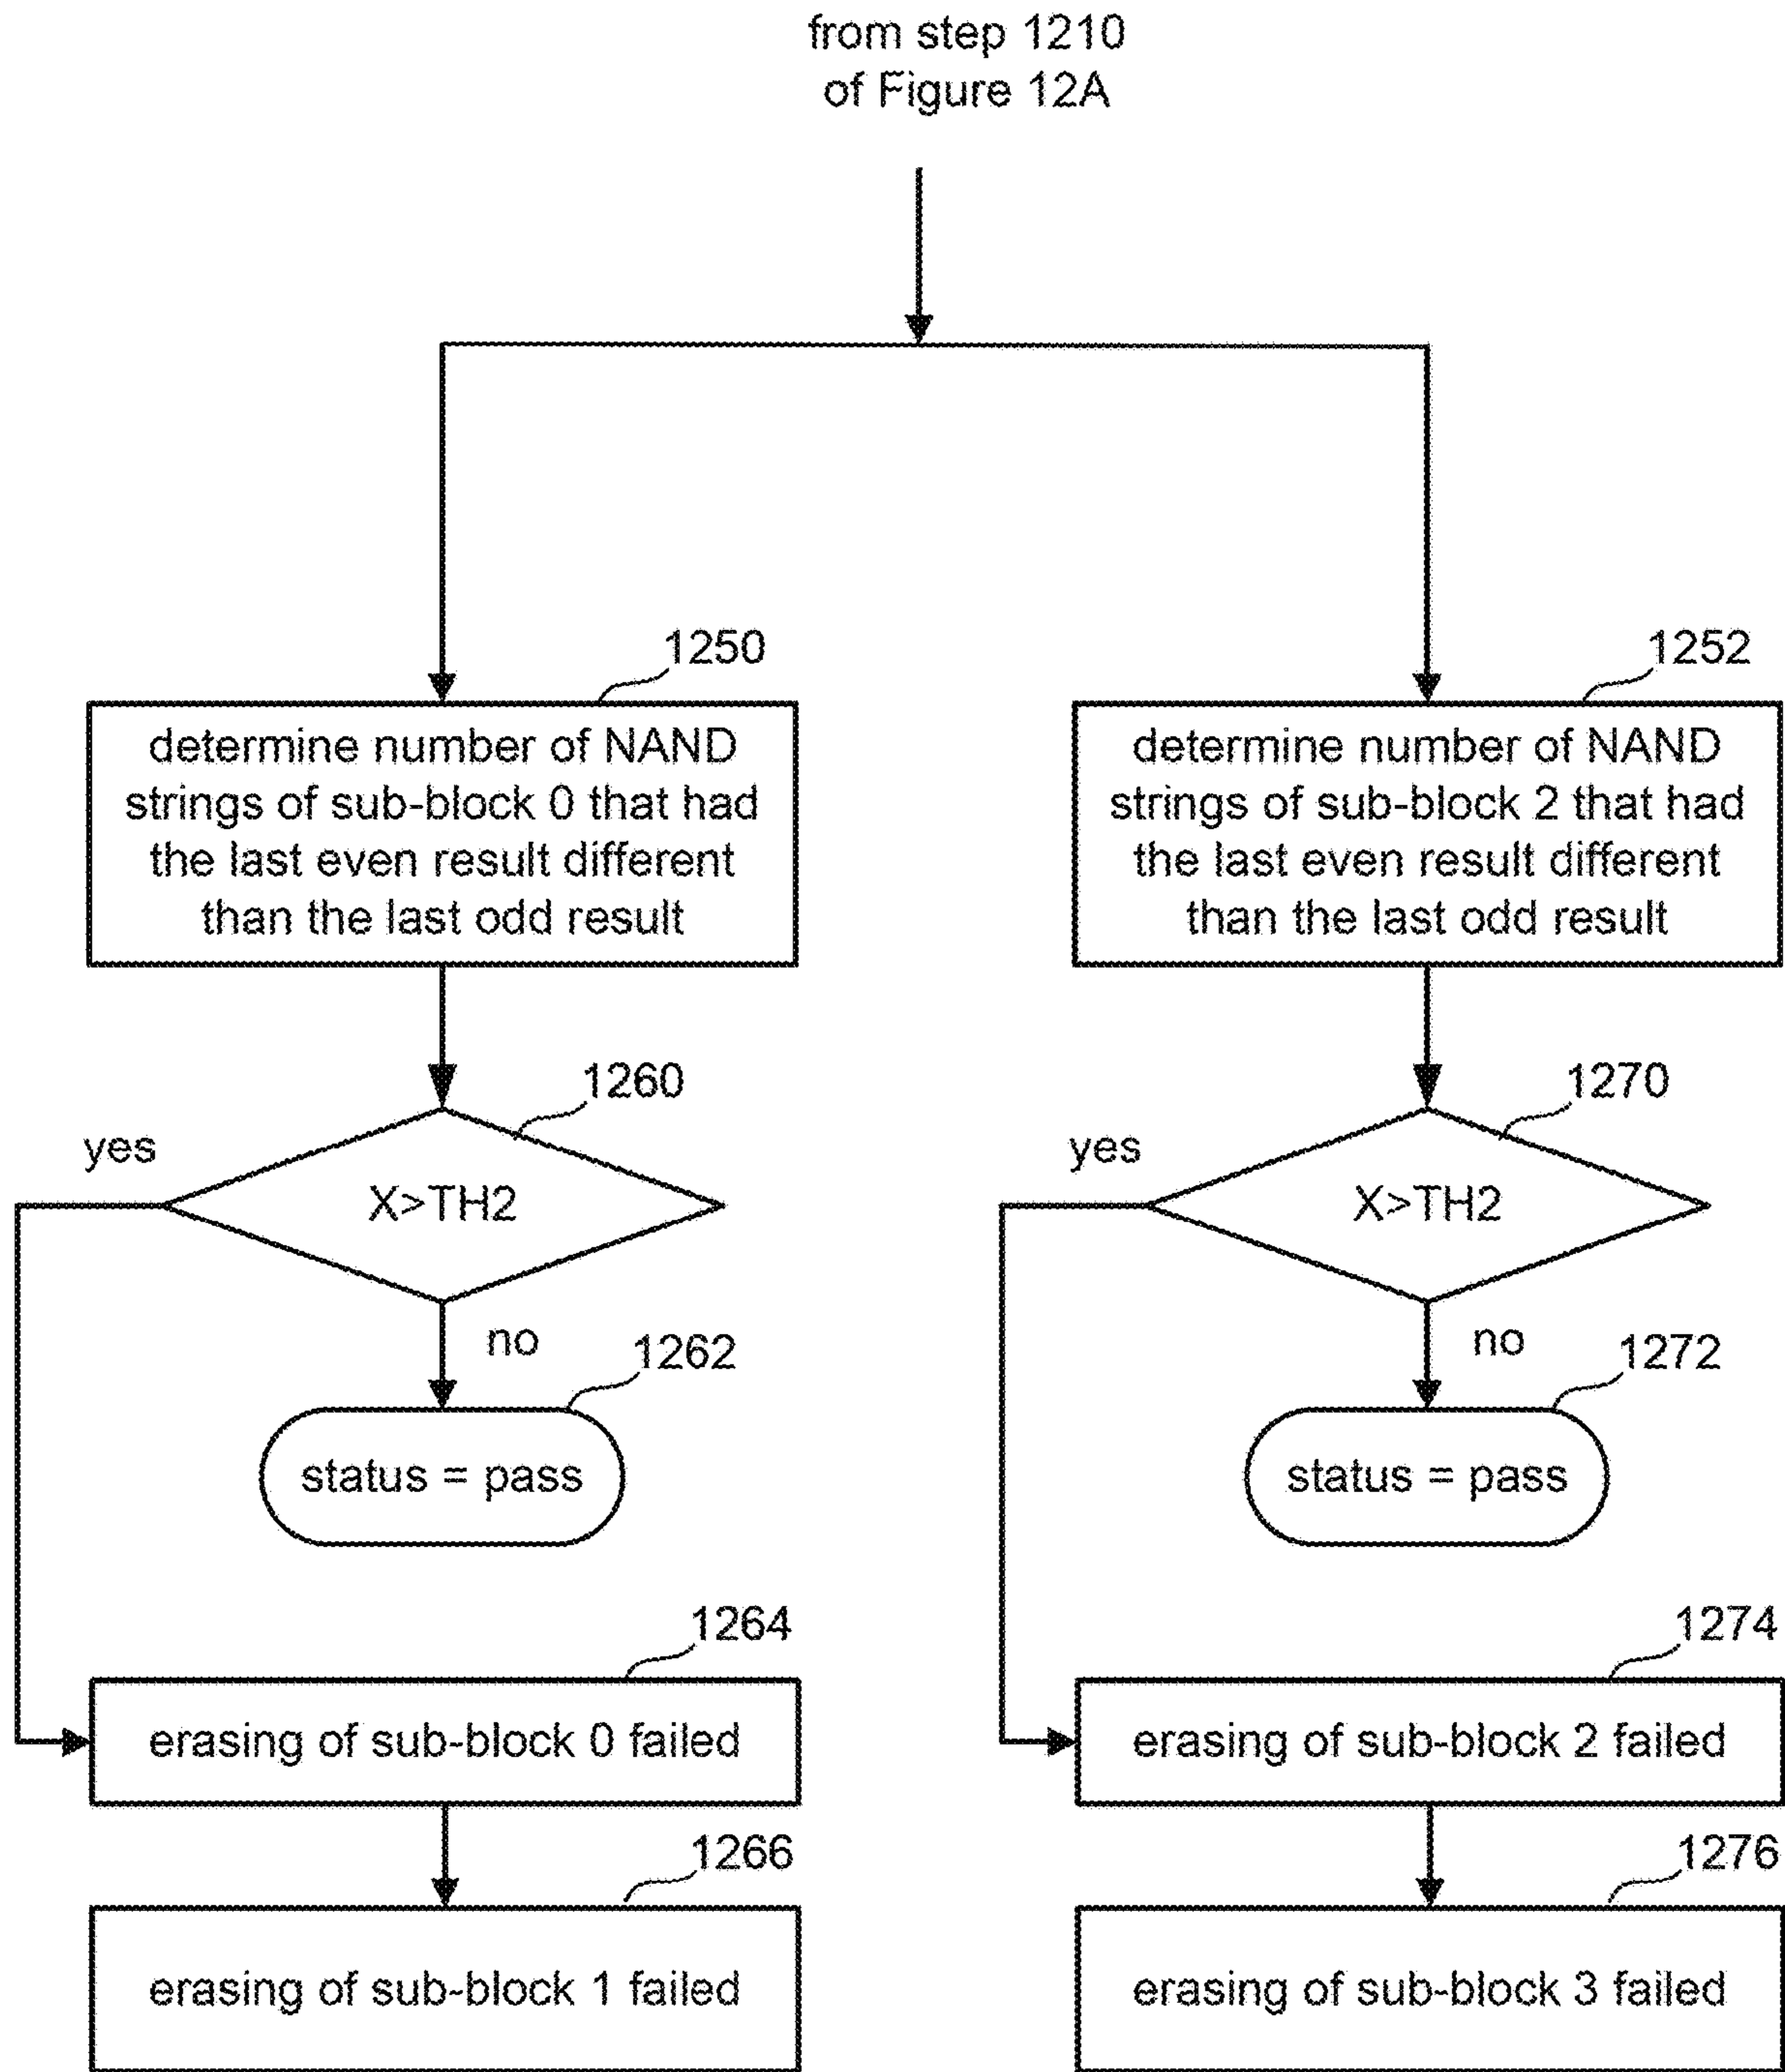 from step 1210
of Figure 12A
1250
determine number of NAND
strings of sub-block 0 that had
the last even result different
than the last odd result
1252
determine number of NAND
strings of sub-block 2 that had
the last even result different
than the last odd result
1260
yes
X>TH2
no
1262
status = pass
1264
erasing of sub-block 0 failed
1266
erasing of sub-block 1 failed
1270
yes
X>TH2
no
1272
status = pass
1274
erasing of sub-block 2 failed
1276
erasing of sub-block 3 failed